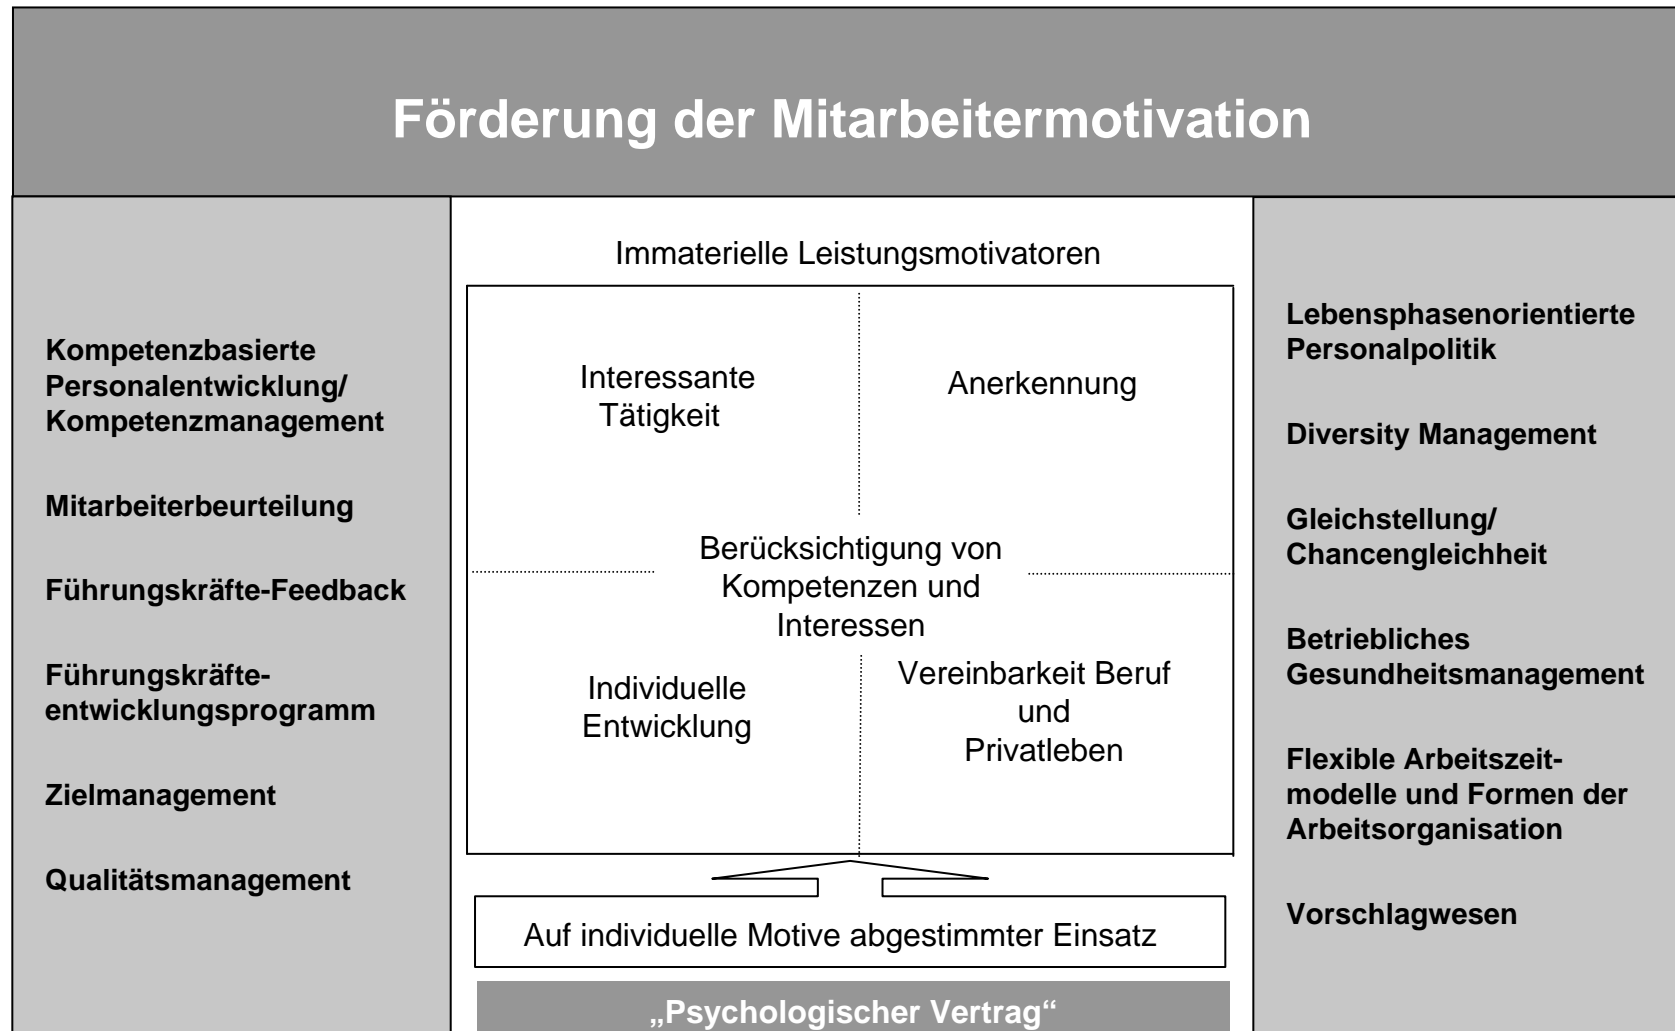 Förderung der Mitarbeitermotivation
Kompetenzbasierte
Personalentwicklung/
Kompetenzmanagement
Mitarbeiterbeurteilung
Führungskräfte-Feedback
Führungskräfte-
entwicklungsprogramm
Zielmanagement
Qualitätsmanagement
Immaterielle Leistungsmotivatoren
Interessante
Tätigkeit
Anerkennung
Berücksichtigung von
Kompetenzen und
Interessen
Individuelle
Entwicklung
Vereinbarkeit Beruf
und
Privatleben
Auf individuelle Motive abgestimmter Einsatz
„Psychologischer Vertrag“
Lebensphasenorientierte
Personalpolitik
Diversity Management
Gleichstellung/
Chancengleichheit
Betriebliches
Gesundheitsmanagement
Flexible Arbeitszeit-
modelle und Formen der
Arbeitsorganisation
Vorschlagwesen